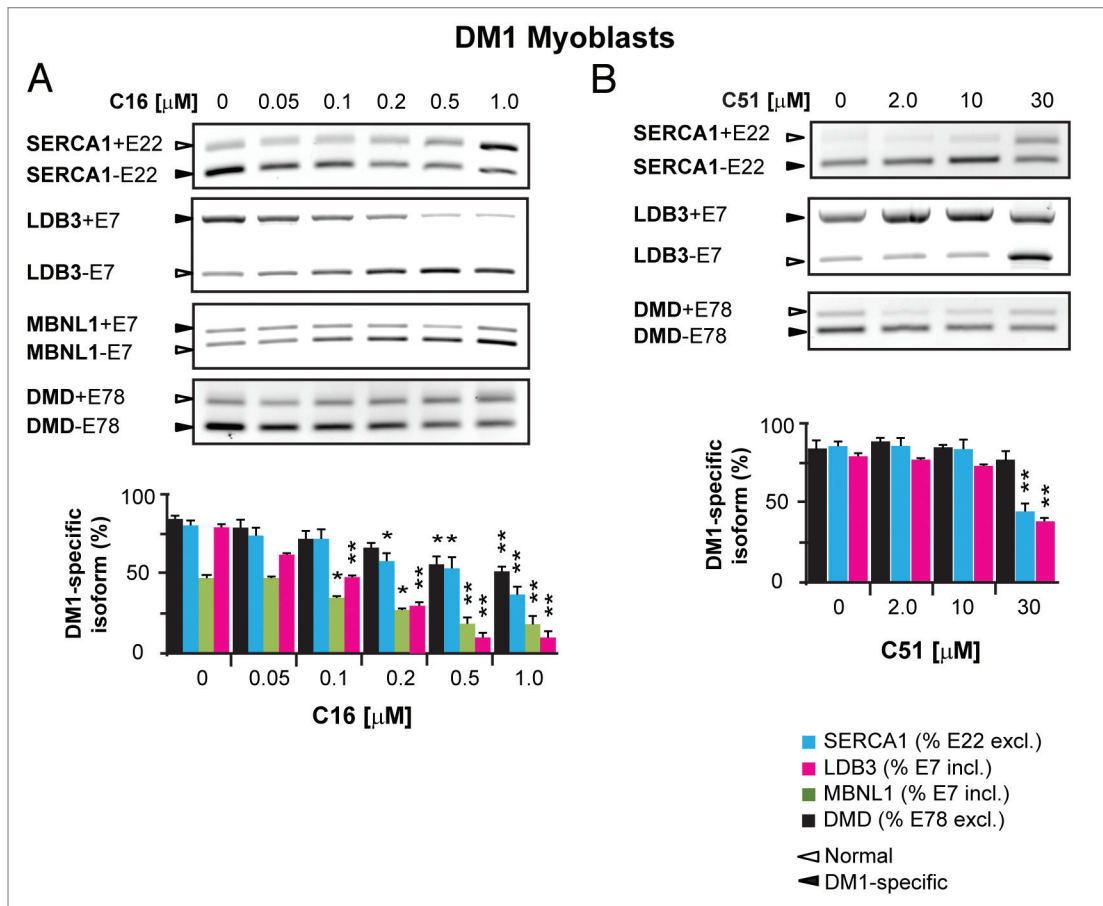 DM1 Myoblasts
A
C16 [μM] 0 0.05 0.1 0.2 0.5 1.0
SERCA1+E22
SERCA1-E22
LDB3+E7
LDB3-E7
MBNL1+E7
MBNL1-E7
DMD+E78
DMD-E78
DM1-specific
isoform (%)
100
50
0
* * * * * * * * * * * * * * * * * * * * * *
0 0.05 0.1 0.2 0.5 1.0
C16 [μM]
B
C51 [μM] 0 2.0 10 30
SERCA1+E22
SERCA1-E22
LDB3+E7
LDB3-E7
DMD+E78
DMD-E78
DM1-specific
isoform (%)
100
50
0
** **
0 2.0 10 30
C51 [μM]
SERCA1 (% E22 excl.)
LDB3 (% E7 incl.)
MBNL1 (% E7 incl.)
DMD (% E78 excl.)
Normal
DM1-specific